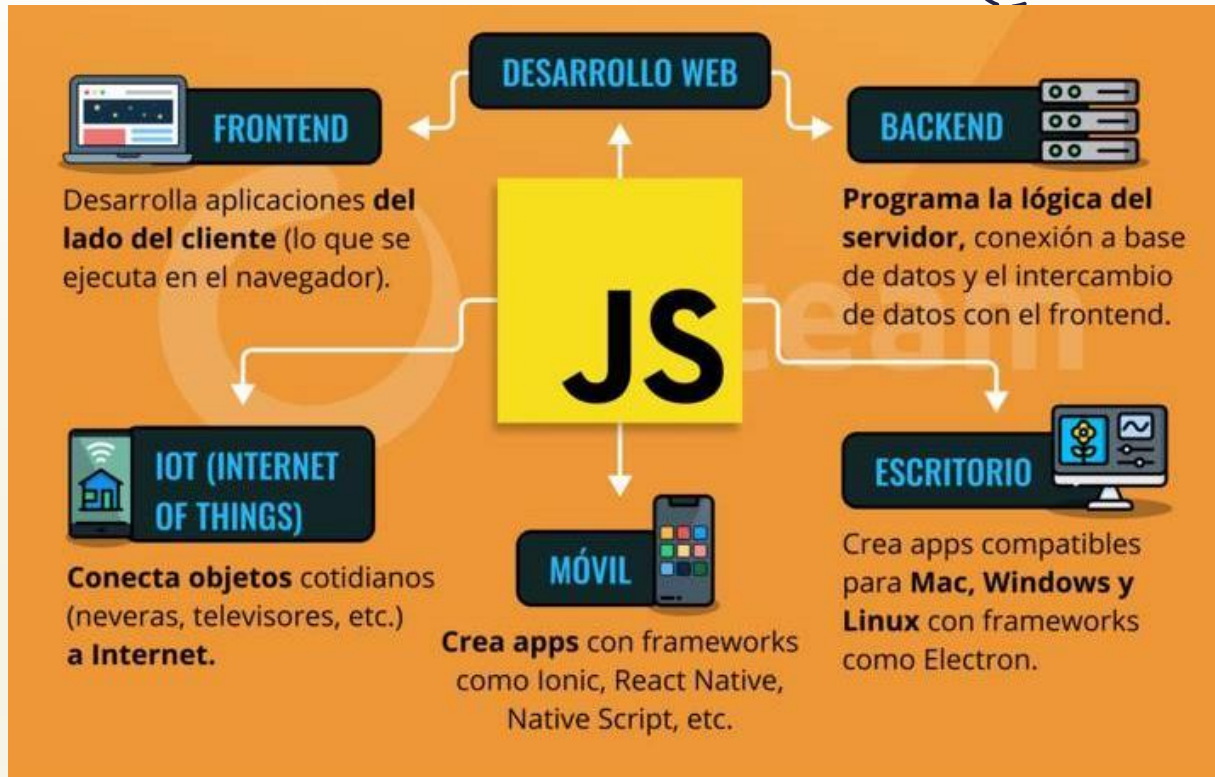 DESARROLLO WEB
FRONTEND
Desarrolla aplicaciones del
lado del cliente (lo que se
ejecuta en el navegador).
BACKEND
Programa la lógica del
servidor, conexión a base
de datos y el intercambio
de datos con el frontend.
JS
team
IOT (INTERNET
OF THINGS)
Conecta objetos cotidianos
(neveras, televisores, etc.)
a Internet.
MÓVIL
Crea apps con frameworks
como Ionic, React Native,
Native Script, etc.
ESCRITORIO
Crea apps compatibles
para Mac, Windows y
Linux con frameworks
como Electron.